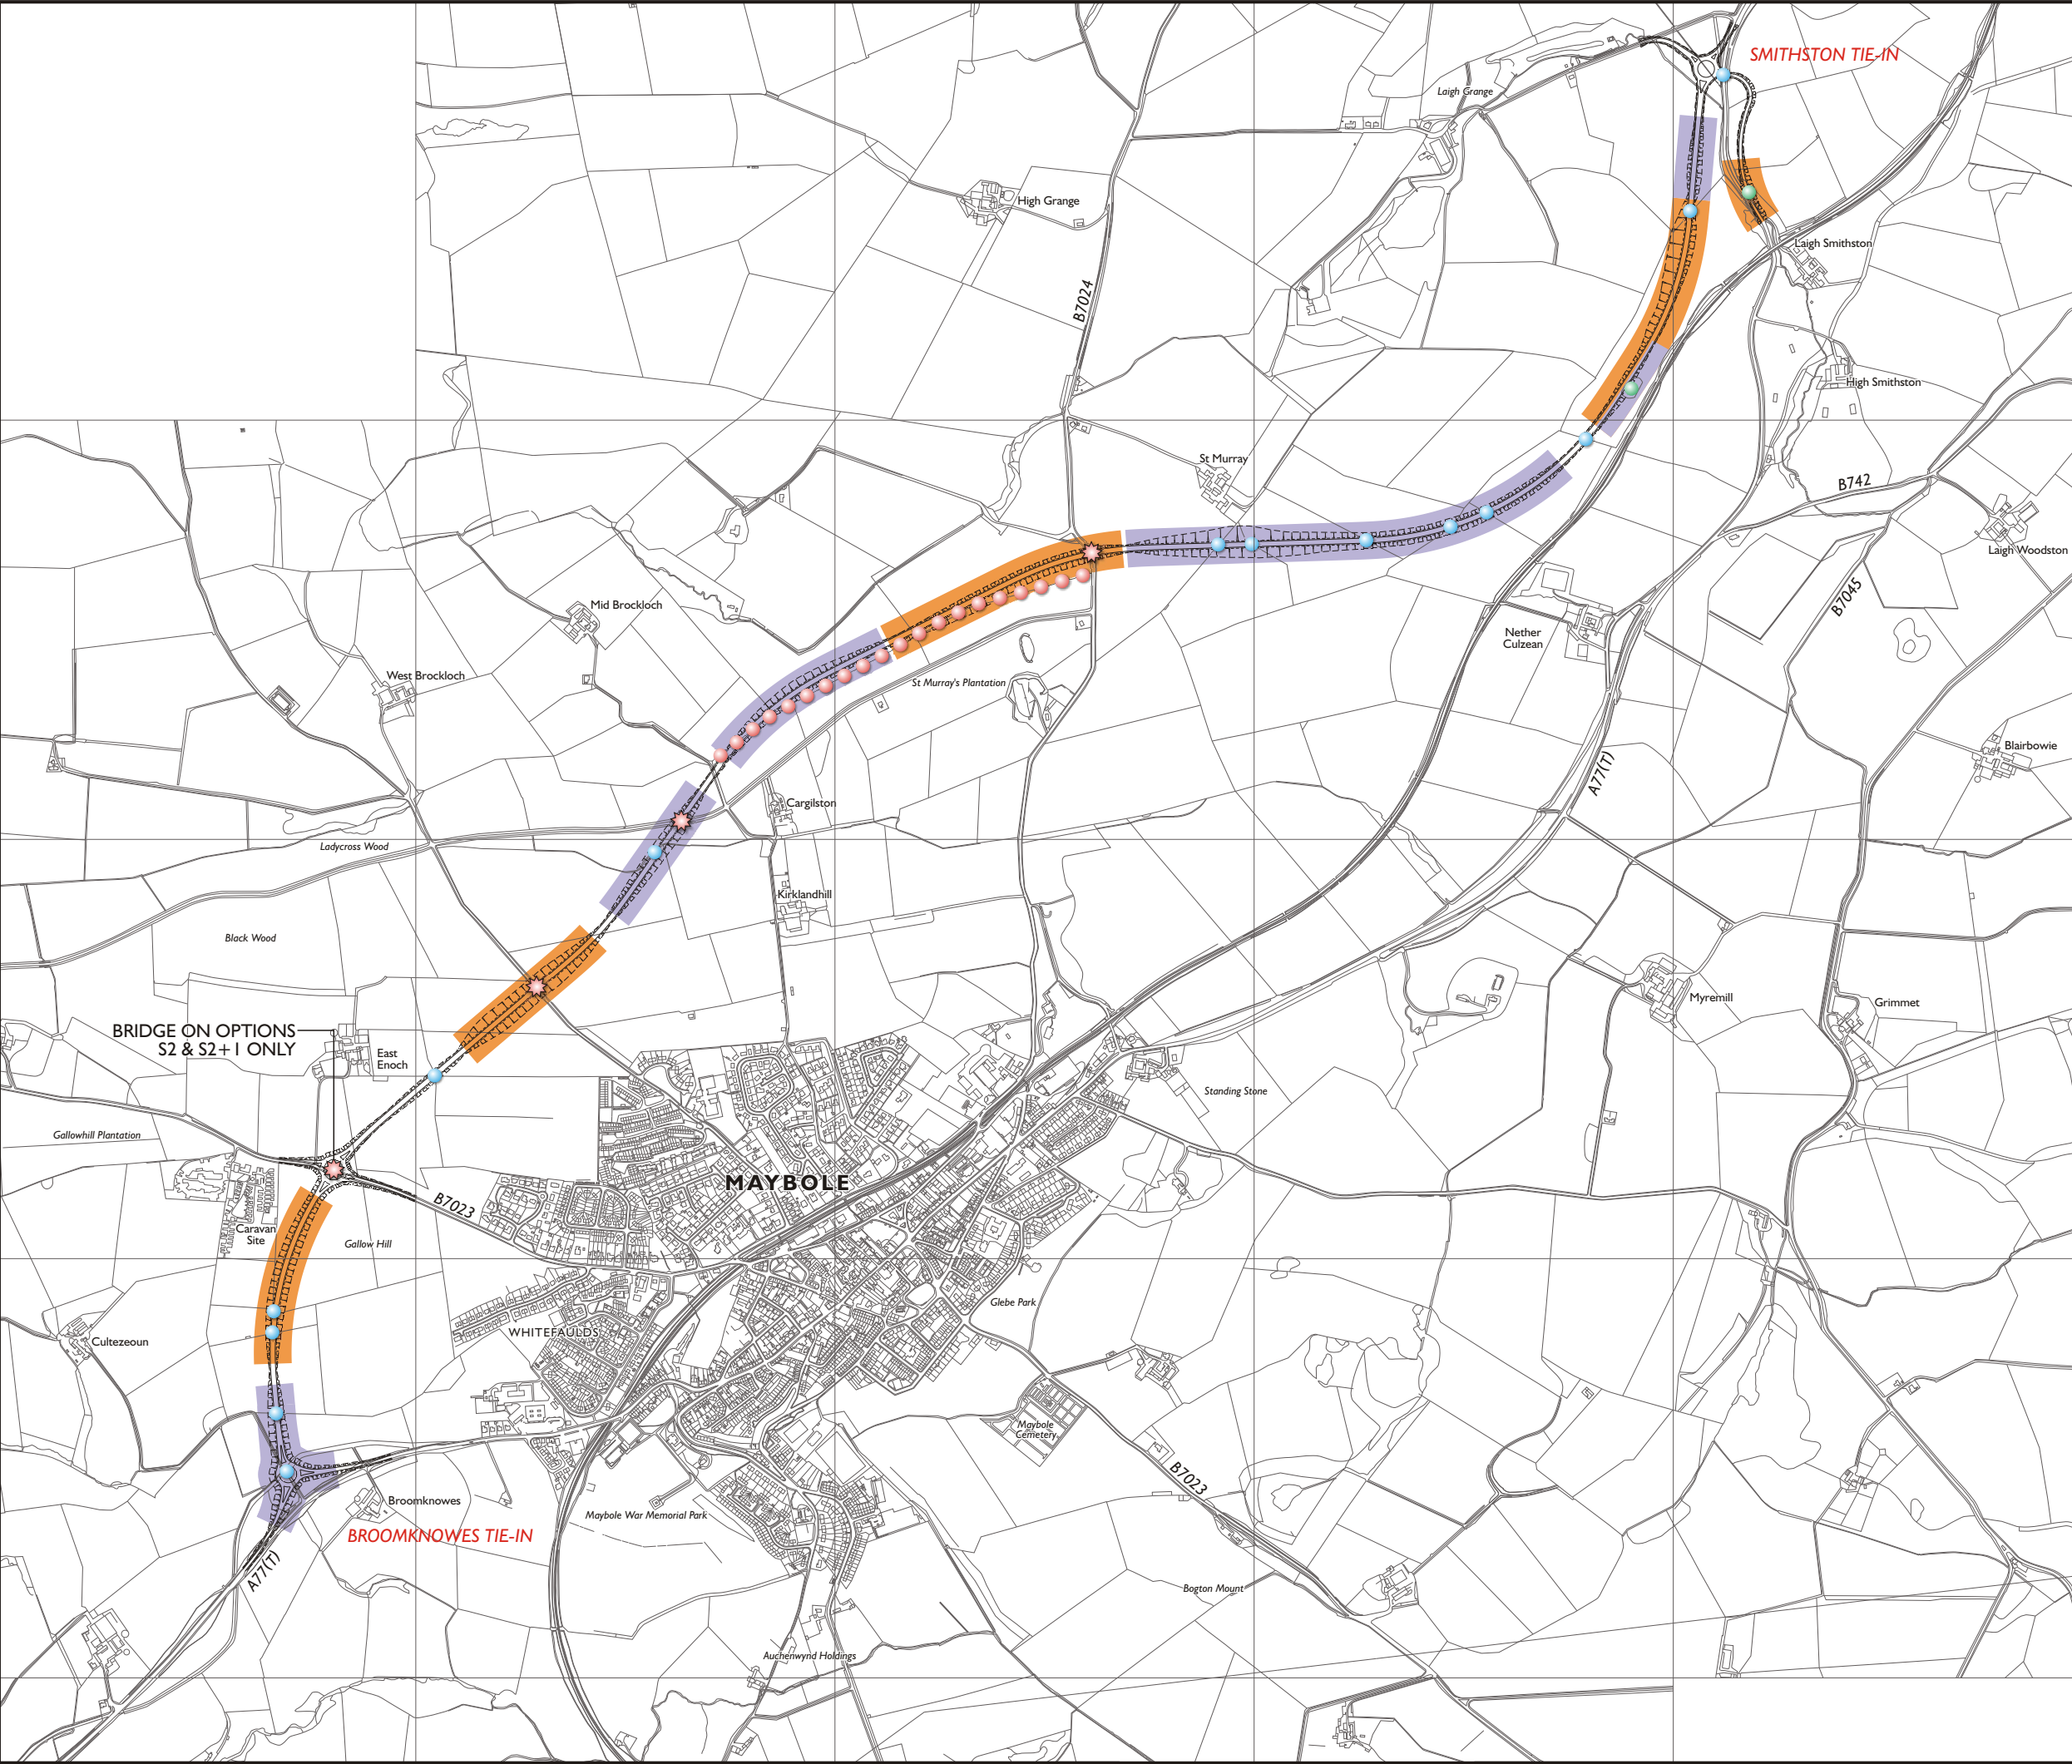 SMITHSTON TIE-IN
Laigh Grange
High Grange
Laigh Smithston
B7024
High Smithston
St Murray
B742
Laigh Woodston
Mid Brockloch
B7045
Nether
Culzean
West Brockloch
St Murray's Plantation
Blairbowie
A77(T)
Cargilston
Ladycross Wood
Kirklandhill
Black Wood
Myremill
Grimmet
BRIDGE ON OPTIONS
S2 & S2+1 ONLY
East
Enoch
Standing Stone
Gallowhill Plantation
MAYBOLE
B7023
Caravan
Site
Gallow Hill
Glebe Park
WHITEFAULDS
Cultezeoun
Maybole
Cemetery
B7023
Broomknowes
Maybole War Memorial Park
BROOMKNOWES TIE-IN
A77(T)
Bogton Mount
Auchenwynd Holdings